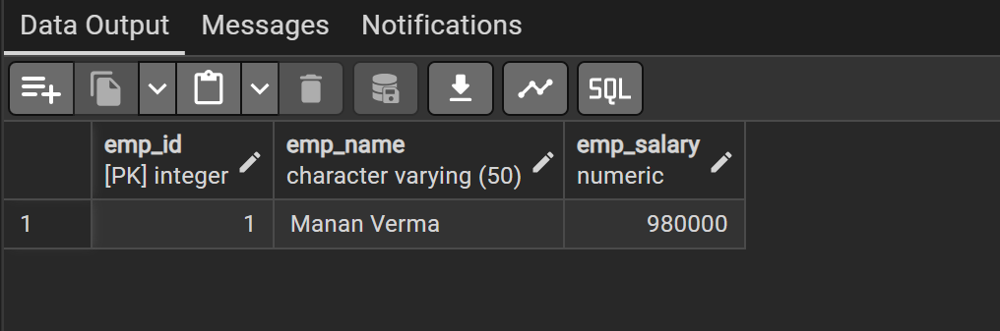 Data Output Messages Notifications
SQL
emp_id emp_name emp_salary
[PK] integer character varying (50) numeric
1 1 Manan Verma 980000